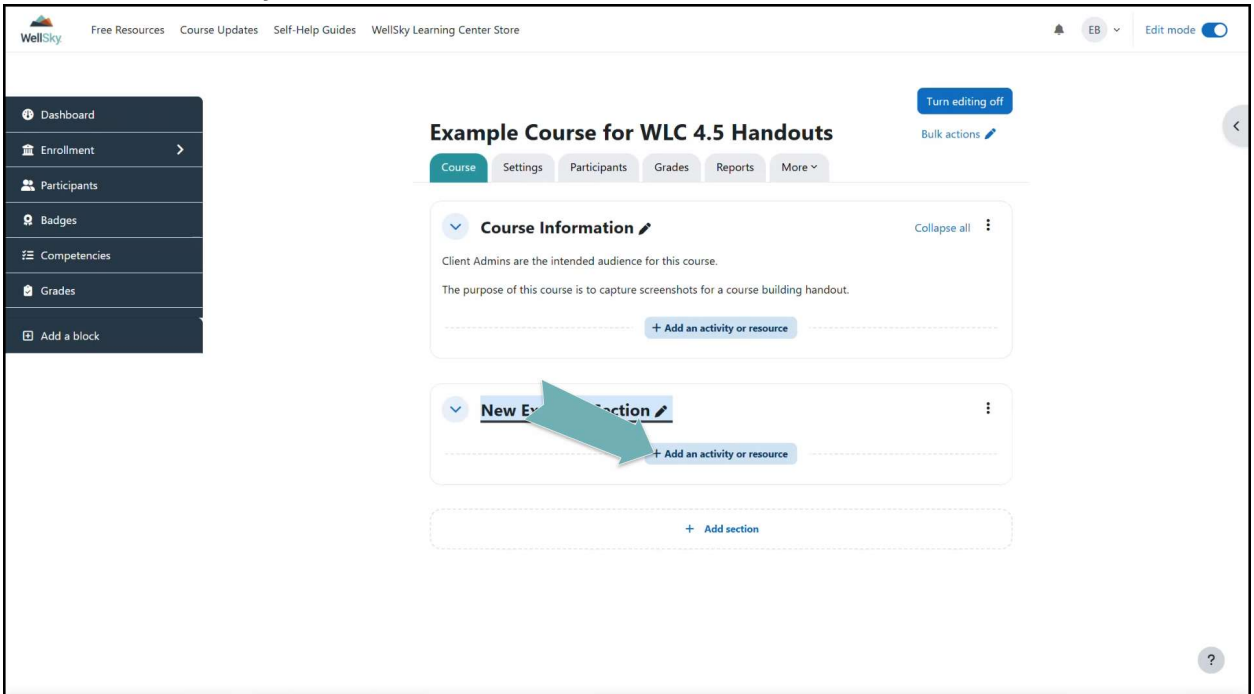 WellSky
Free Resources Course Updates Self-Help Guides WellSky Learning Center Store
EB Edit mode
Dashboard
Enrollment
Participants
Badges
Competencies
Grades
Add a block
Turn editing off
Example Course for WLC 4.5 Handouts
Bulk actions
Course Settings Participants Grades Reports More
Course Information
Collapse all
Client Admins are the intended audience for this course.
The purpose of this course is to capture screenshots for a course building handout.
+ Add an activity or resource
New
+ Add an activity or resource
+ Add section
?